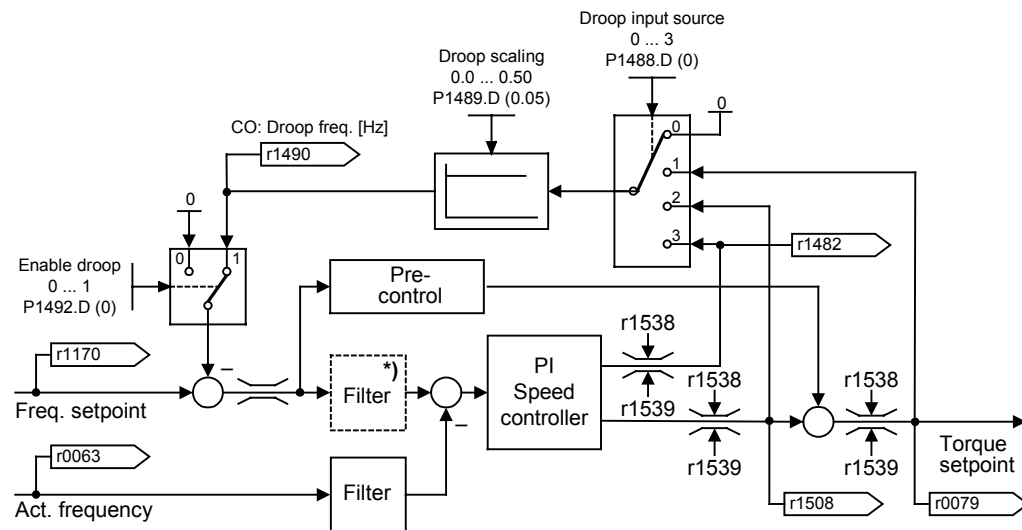 Droop input source
0 ... 3
P1488.D (0)
Droop scaling
0.0 ... 0.50
P1489.D (0.05)
0
0
1
2
3
CO: Droop freq. [Hz]
r1490
r1482
0
0 1
Enable droop
0 ... 1
P1492.D (0)
Pre-
control
r1170
Freq. setpoint
–
*)
Filter
–
PI
Speed
controller
r1538
r1539
r1538
r1539
r1538
r1539
Torque
setpoint
r0063
Act. frequency
Filter
r1508
r0079